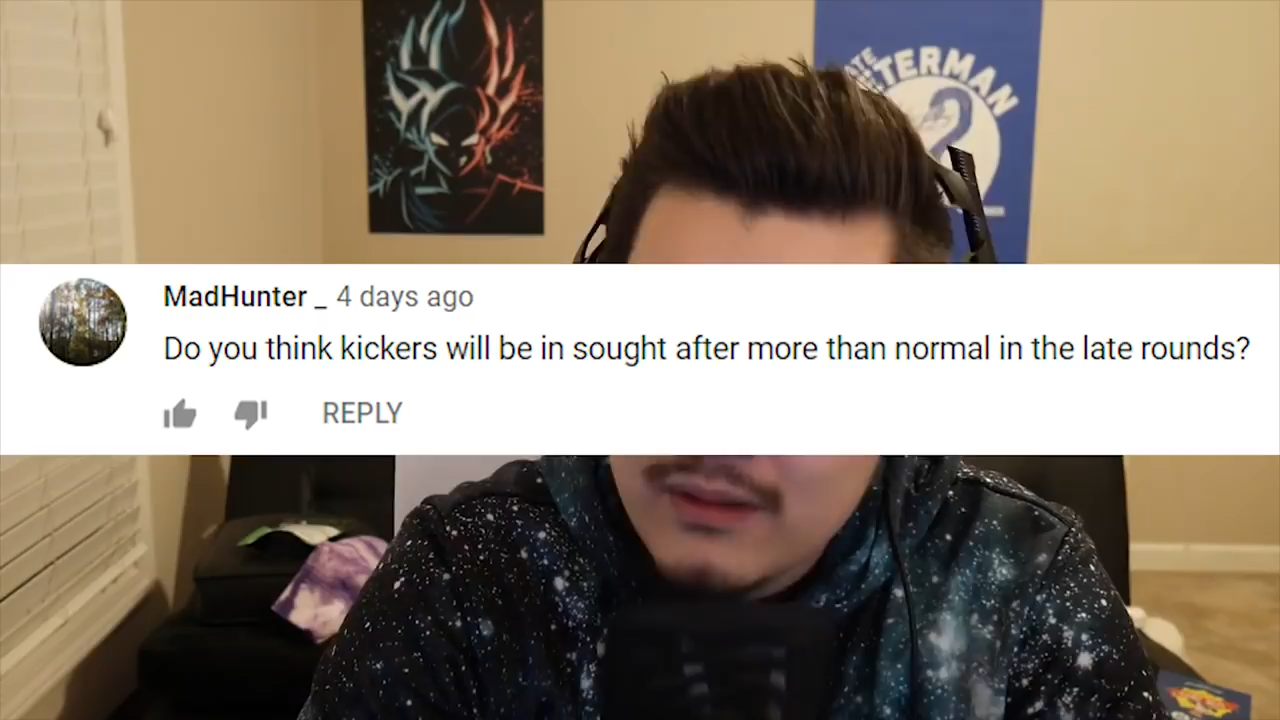 MadHunter _ 4 days ago
Do you think kickers will be in sought after more than normal in the late rounds?
REPLY